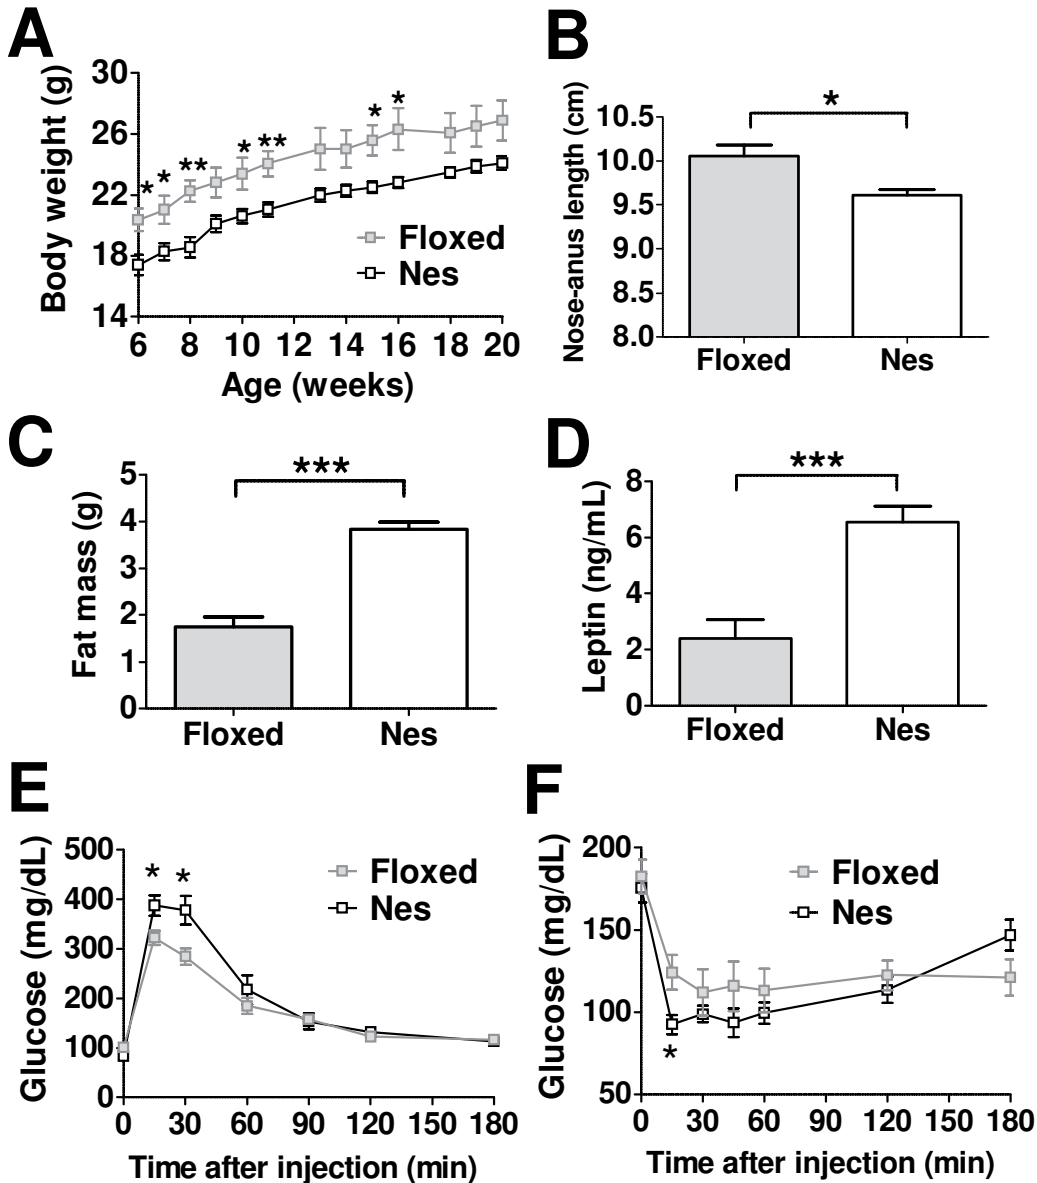 A
Body weight (g)
30
26
22
18
14
* * ** * ** * *
Floxed
Nes
6 8 10 12 14 16 18 20
Age (weeks)
B
Nose-anus length (cm)
10.5
10.0
9.5
9.0
8.5
8.0
*
Floxed Nes
C
Fat mass (g)
5
4
3
2
1
0
***
Floxed Nes
D
Leptin (ng/mL)
8
6
4
2
0
***
Floxed Nes
E
Glucose (mg/dL)
500
400
300
200
100
0
* *
Floxed
Nes
0 30 60 90 120 150 180
Time after injection (min)
F
Glucose (mg/dL)
200
150
100
50
Floxed
Nes
*
0 30 60 90 120 150 180
Time after injection (min)